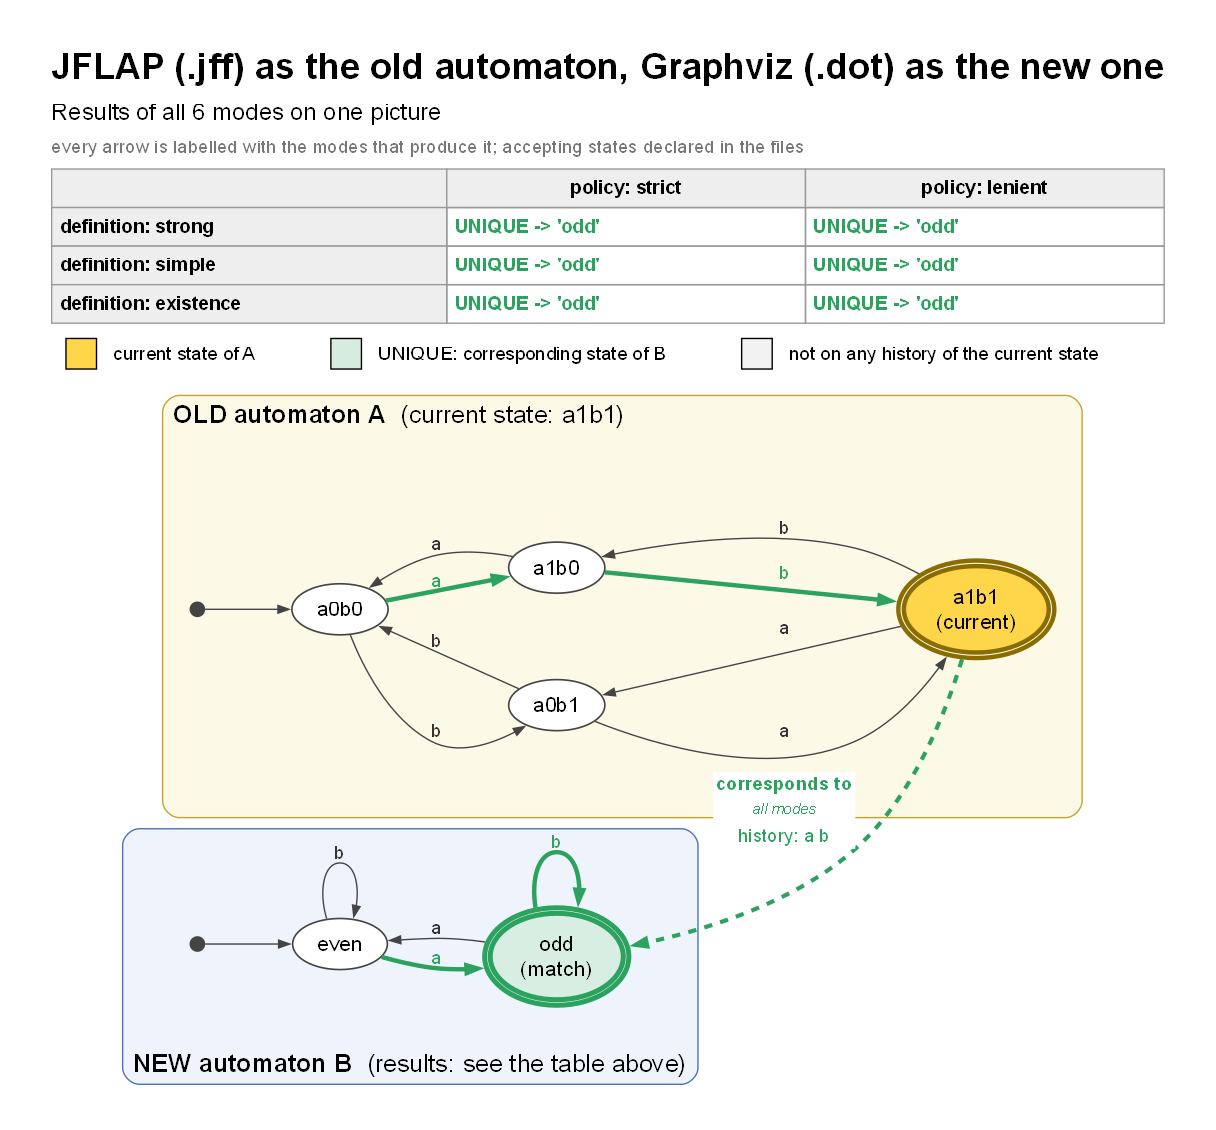 JFLAP (.jff) as the old automaton, Graphviz (.dot) as the new one
Results of all 6 modes on one picture
every arrow is labelled with the modes that produce it; accepting states declared in the files
policy: strict policy: lenient
definition: strong UNIQUE -> 'odd' UNIQUE -> 'odd'
definition: simple UNIQUE -> 'odd' UNIQUE -> 'odd'
definition: existence UNIQUE -> 'odd' UNIQUE -> 'odd'
current state of A UNIQUE: corresponding state of B not on any history of the current state
OLD automaton A (current state: a1b1)
b
a
a1b0
a
b
a0b0
a1b1
(current)
b
a
a0b1
b
a
corresponds to
all modes
history: a b
b
b
a
even
odd
(match)
a
NEW automaton B (results: see the table above)